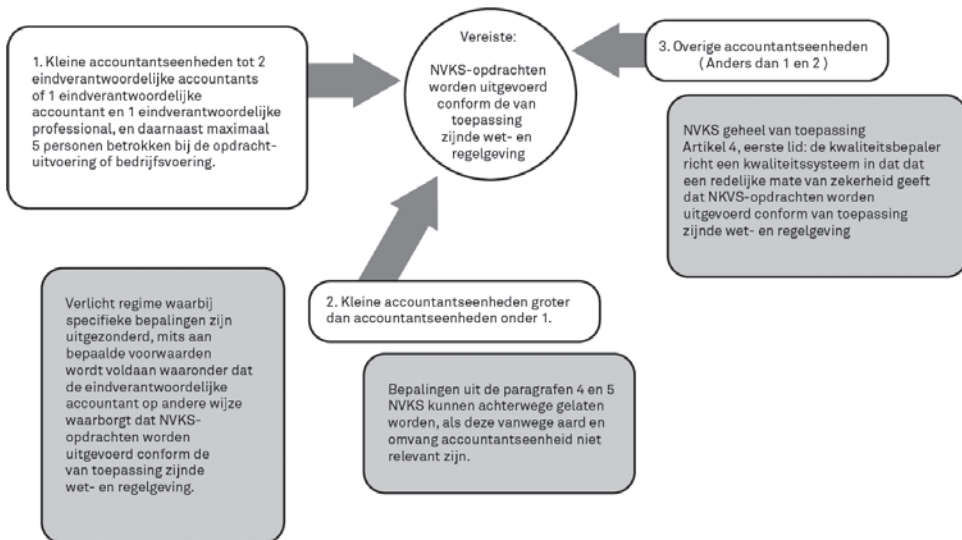 1. Kleine accountantseenheden tot 2
eindverantwoordelijke accountants
of 1 eindverantwoordelijke
accountant en 1 eindverantwoordelijke
professional, en daarnaast maximaal
5 personen betrokken bij de opdracht-
uitvoering of bedrijfsvoering.
Vereiste:
NVKS-opdrachten
worden uitgevoerd
conform de van
toepassing
zijnde wet- en
regelgeving
3. Overige accountantseenheden
( Anders dan 1 en 2 )
NVKS geheel van toepassing
Artikel 4, eerste lid: de kwaliteitsbepaler
richt een kwaliteitssysteem in dat dat
een redelijke mate van zekerheid geeft
dat NKVS-opdrachten worden
uitgevoerd conform van toepassing
zijnde wet- en regelgeving
Verlicht regime waarbij
specifieke bepalingen zijn
uitgezonderd, mits aan
bepaalde voorwaarden
wordt voldaan waaronder dat
de eindverantwoordelijke
accountant op andere wijze
waarborgt dat NVKS-
opdrachten worden
uitgevoerd conform de
van toepassing zijnde
wet- en regelgeving.
2. Kleine accountantseenheden groter
dan accountantseenheden onder 1.
Bepalingen uit de paragrafen 4 en 5
NVKS kunnen achterwege gelaten
worden, als deze vanwege aard en
omvang accountantseenheid niet
relevant zijn.